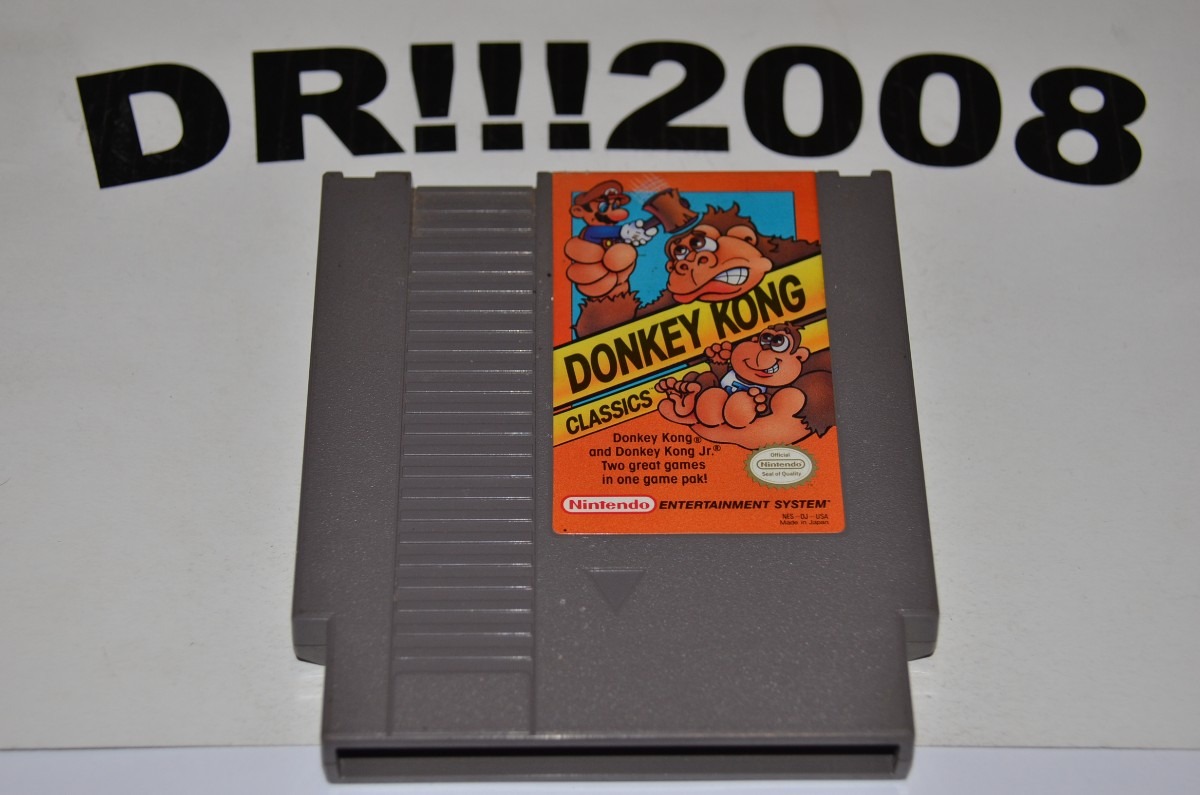 DR!!!2008
DONKEY KONG
CLASSICS™
Donkey Kong®
and Donkey Kong Jr.®
Two great games
in one game pak!
Official
Nintendo
Seal of Quality
Nintendo ENTERTAINMENT SYSTEM™
NES-DJ-USA
Made in Japan